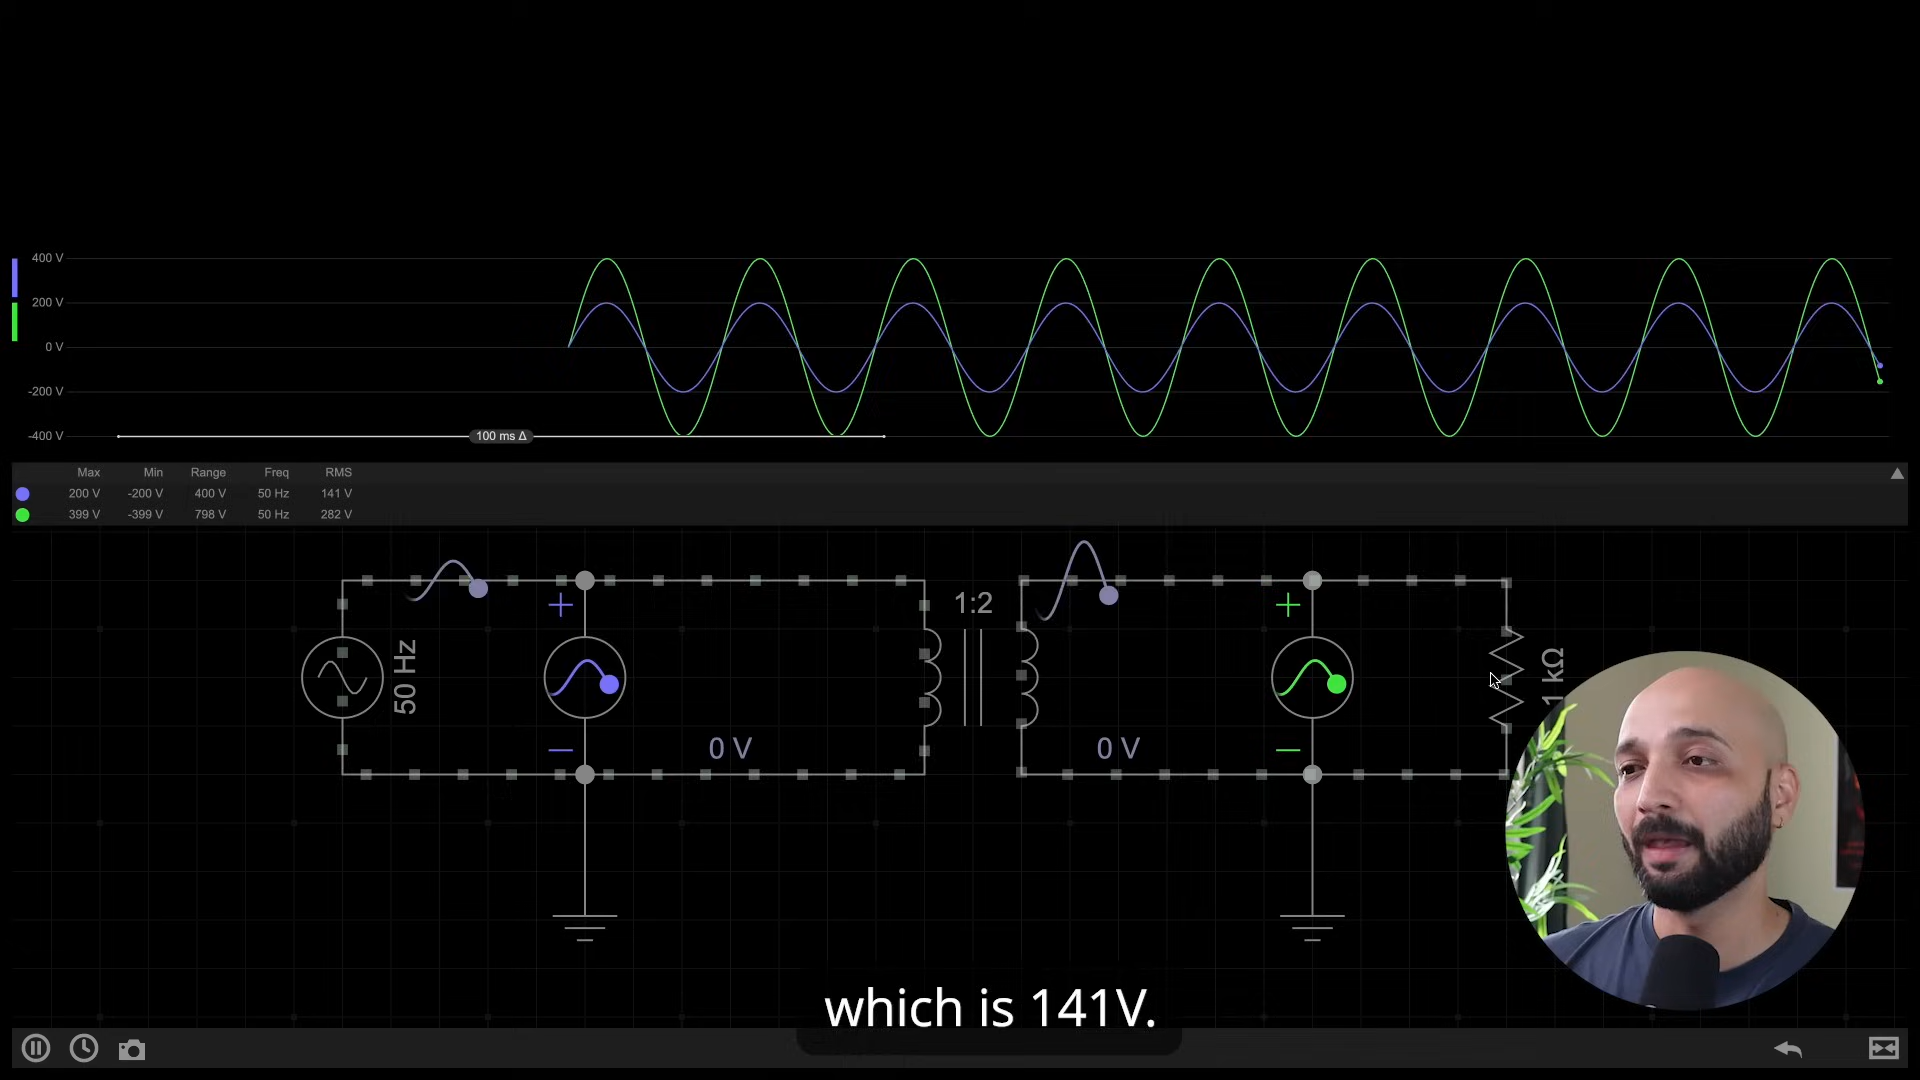 400 V
200 V
0 V
-200 V
-400 V
100 ms Δ
Max Min Range Freq RMS
200 V -200 V 400 V 50 Hz 141 V
399 V -399 V 798 V 50 Hz 282 V
1:2
50 Hz
1 kΩ
0 V
0 V
which is 141V.